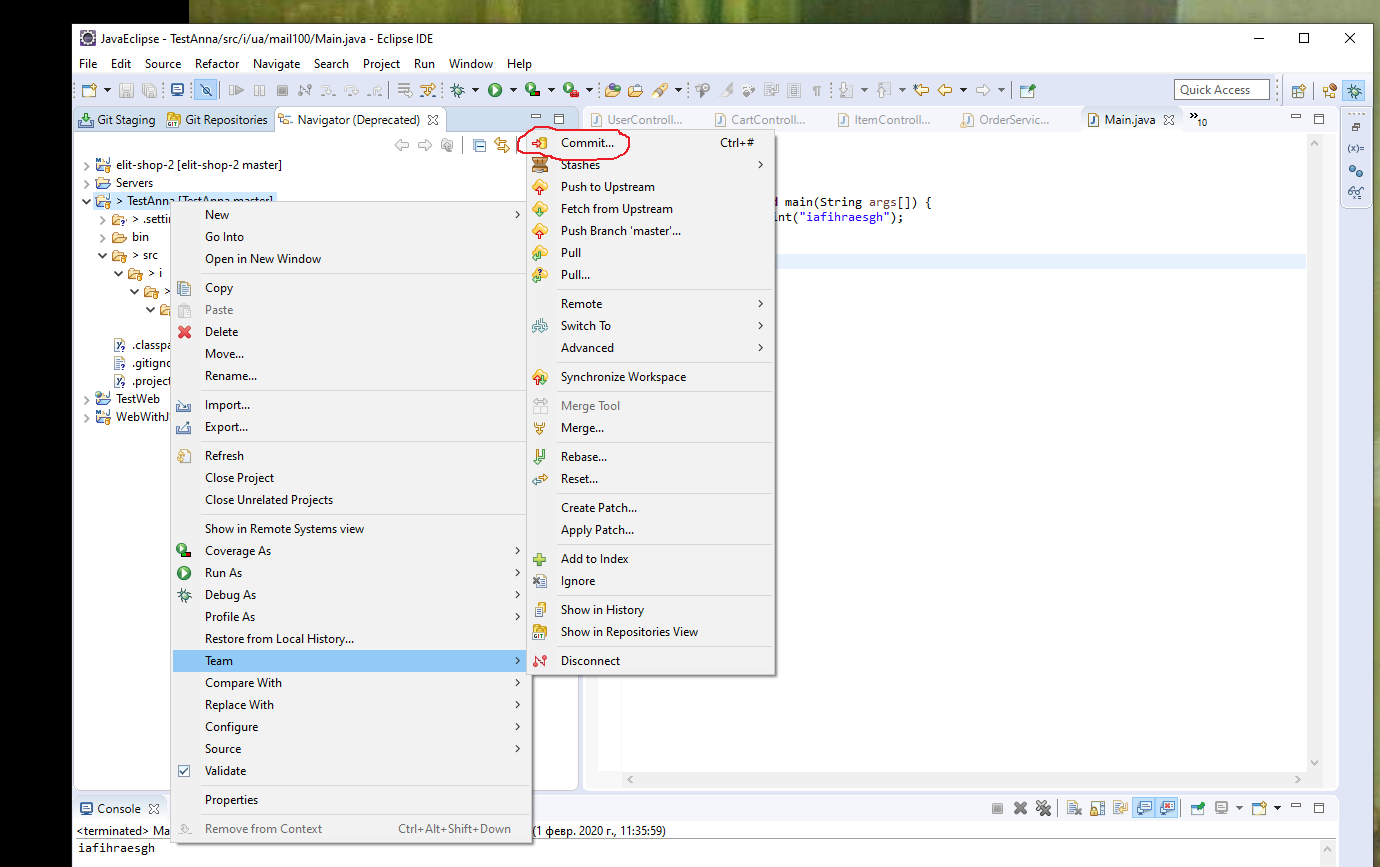 JavaEclipse - TestAnna/src/i/ua/mail100/Main.java - Eclipse IDE
File Edit Source Refactor Navigate Search Project Run Window Help
Quick Access
Git Staging Git Repositories Navigator (Deprecated)
UserControll... CartControll... ItemControll... OrderServic... Main.java »10
elit-shop-2 [elit-shop-2 master]
Servers
> TestAnna [TestAnna master]
> .settin
bin
> src
> i
>
.classpa
.gitigno
.project
TestWeb
WebWithJ
New
Go Into
Open in New Window
Copy
Paste
Delete
Move...
Rename...
Import...
Export...
Refresh
Close Project
Close Unrelated Projects
Show in Remote Systems view
Coverage As
Run As
Debug As
Profile As
Restore from Local History...
Team
Compare With
Replace With
Configure
Source
Validate
Properties
Remove from Context Ctrl+Alt+Shift+Down
Commit... Ctrl+#
Stashes
Push to Upstream
Fetch from Upstream
Push Branch 'master'...
Pull
Pull...
Remote
Switch To
Advanced
Synchronize Workspace
Merge Tool
Merge...
Rebase...
Reset...
Create Patch...
Apply Patch...
Add to Index
Ignore
Show in History
Show in Repositories View
Disconnect
main(String args[]) {
int("iafihraesgh");
(x)=
Console
<terminated> Ma (1 февр. 2020 г., 11:35:59)
iafihraesgh